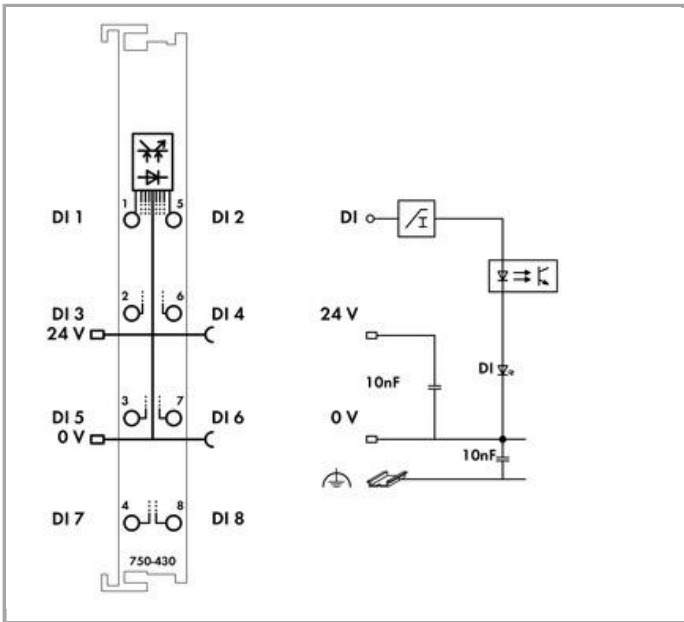 1 5
DI 1 DI 2
2 6
DI 3 DI 4
24 V
3 7
DI 5 DI 6
0 V
4 8
DI 7 DI 8
750-430
DI
I
24 V
DI
10nF
0 V
10nF